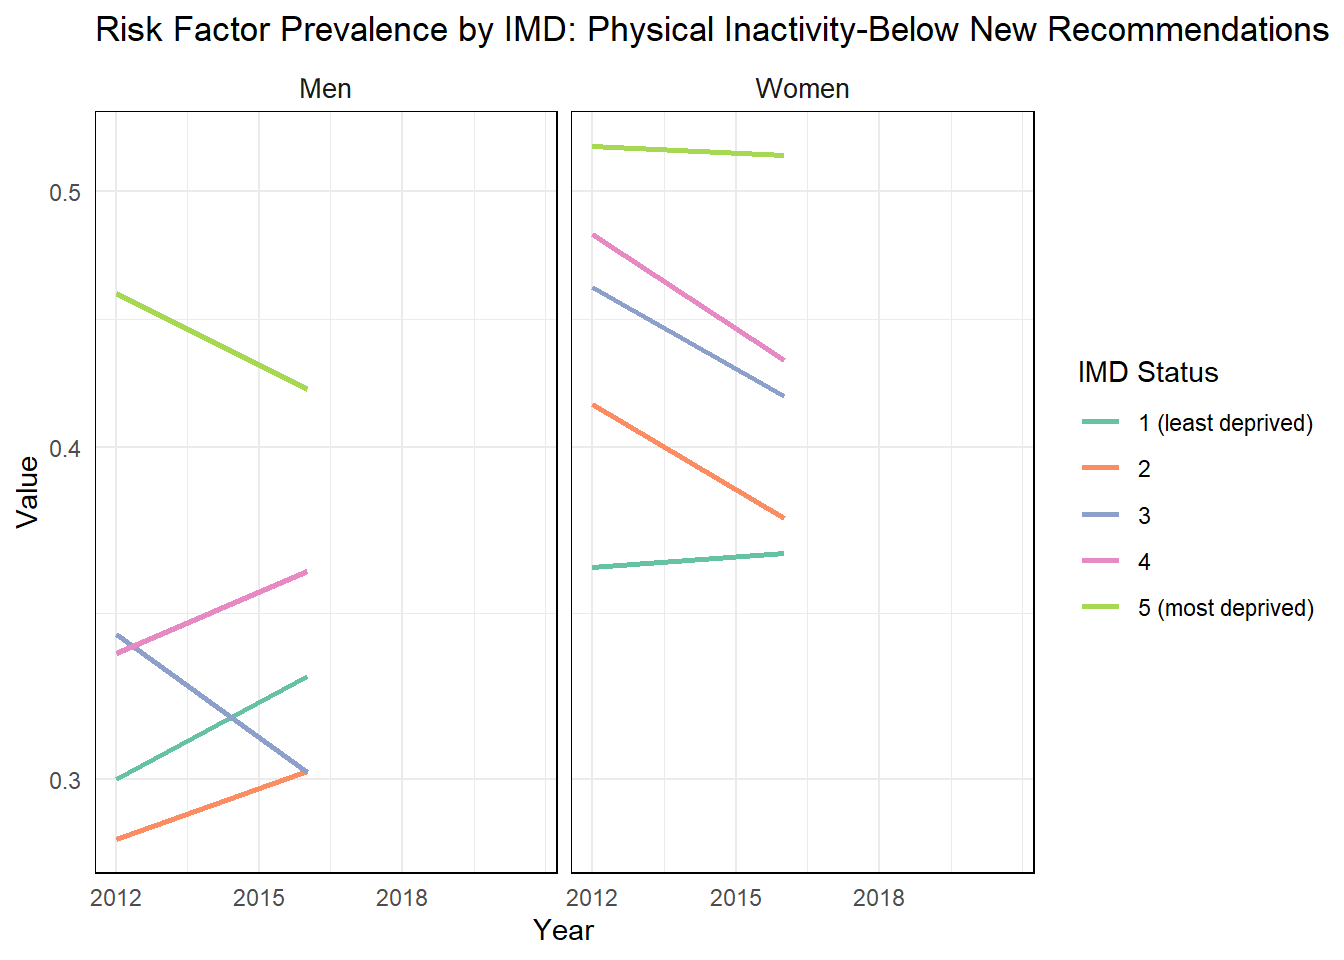 Risk Factor Prevalence by IMD: Physical Inactivity-Below New Recommendations
Men
Women
0.5
0.4
0.3
Value
2012
2015
2018
2012
2015
2018
Year
IMD Status
1 (least deprived)
2
3
4
5 (most deprived)